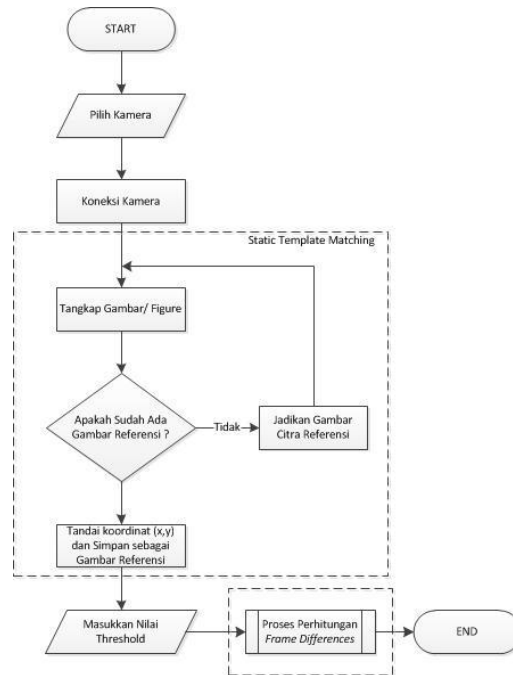 START
Pilih Kamera
Koneksi Kamera
Static Template Matching
Tangkap Gambar/ Figure
Apakah Sudah Ada
Gambar Referensi ?
Tidak
Jadikan Gambar
Citra Referensi
Tandai koordinat (x,y)
dan Simpan sebagai
Gambar Referensi
Masukkan Nilai
Threshold
Proses Perhitungan
Frame Differences
END